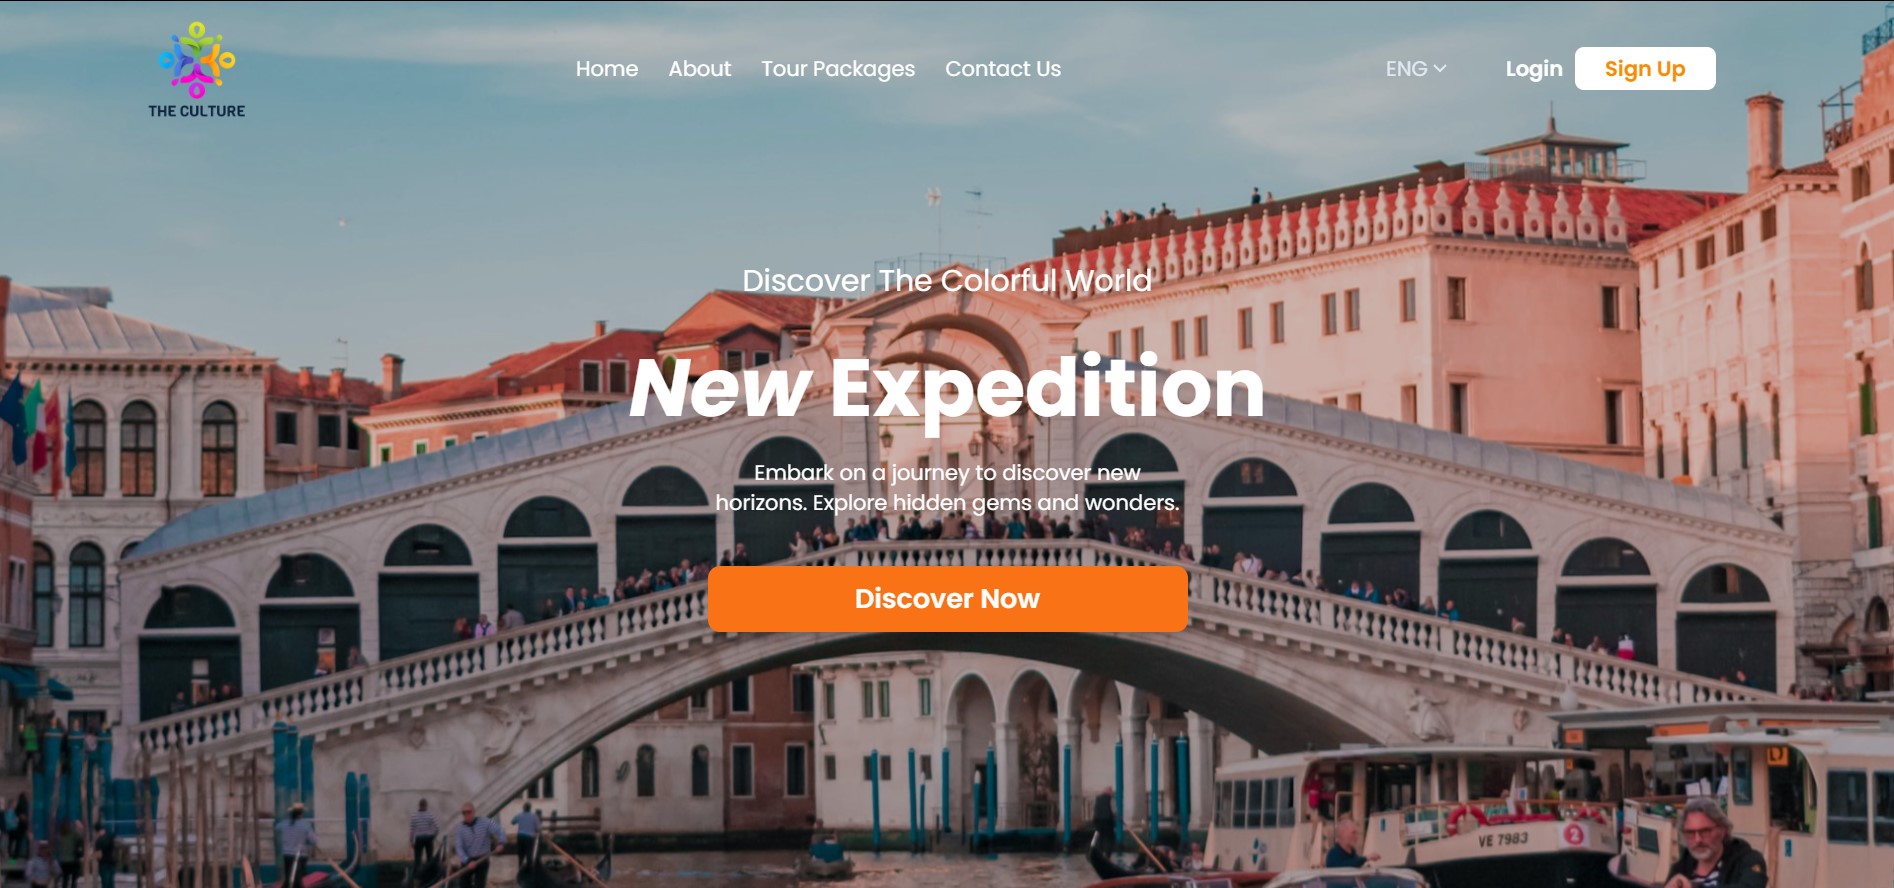 THE CULTURE
Home About Tour Packages Contact Us ENG Login Sign Up
Discover The Colorful World
New Expedition
Embark on a journey to discover new
horizons. Explore hidden gems and wonders.
Discover Now
VE 7983 2